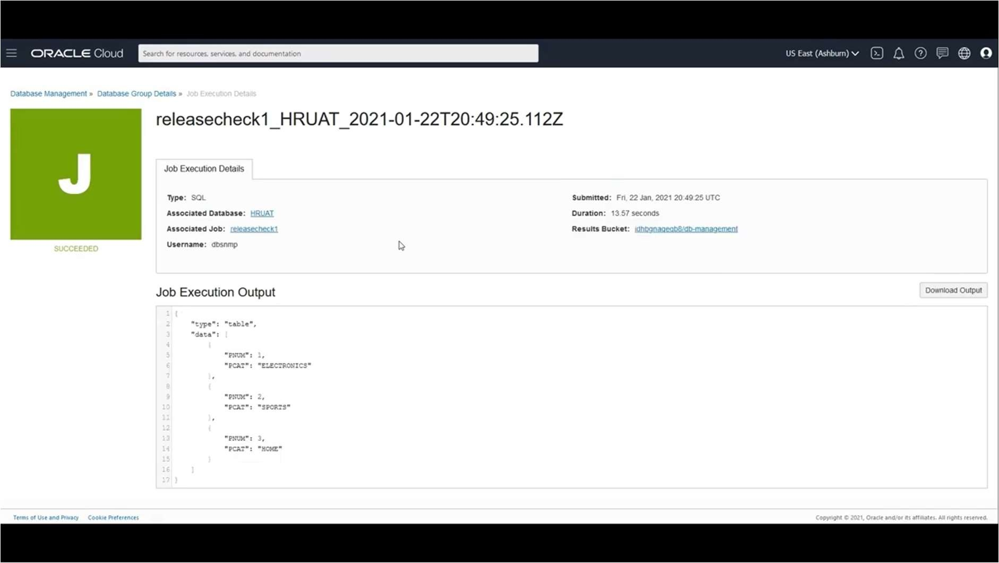 ORACLE Cloud
Search for resources, services, and documentation
US East (Ashburn)
Database Management » Database Group Details » Job Execution Details
J
SUCCEEDED
releasecheck1_HRUAT_2021-01-22T20:49:25.112Z
Job Execution Details
Type: SQL
Associated Database: HRUAT
Associated Job: releasecheck1
Username: dbsnmp
Submitted: Fri, 22 Jan, 2021 20:49:25 UTC
Duration: 13.57 seconds
Results Bucket: idhbgnaqeqb8/db-management
Job Execution Output
Download Output
1 {
2 "type": "table",
3 "data": [
4 {
5 "PNUM": 1,
6 "PCAT": "ELECTRONICS"
7 },
8 {
9 "PNUM": 2,
10 "PCAT": "SPORTS"
11 },
12 {
13 "PNUM": 3,
14 "PCAT": "HOME"
15 }
16 ]
17 }
Terms of Use and Privacy Cookie Preferences
Copyright © 2021, Oracle and/or its affiliates. All rights reserved.